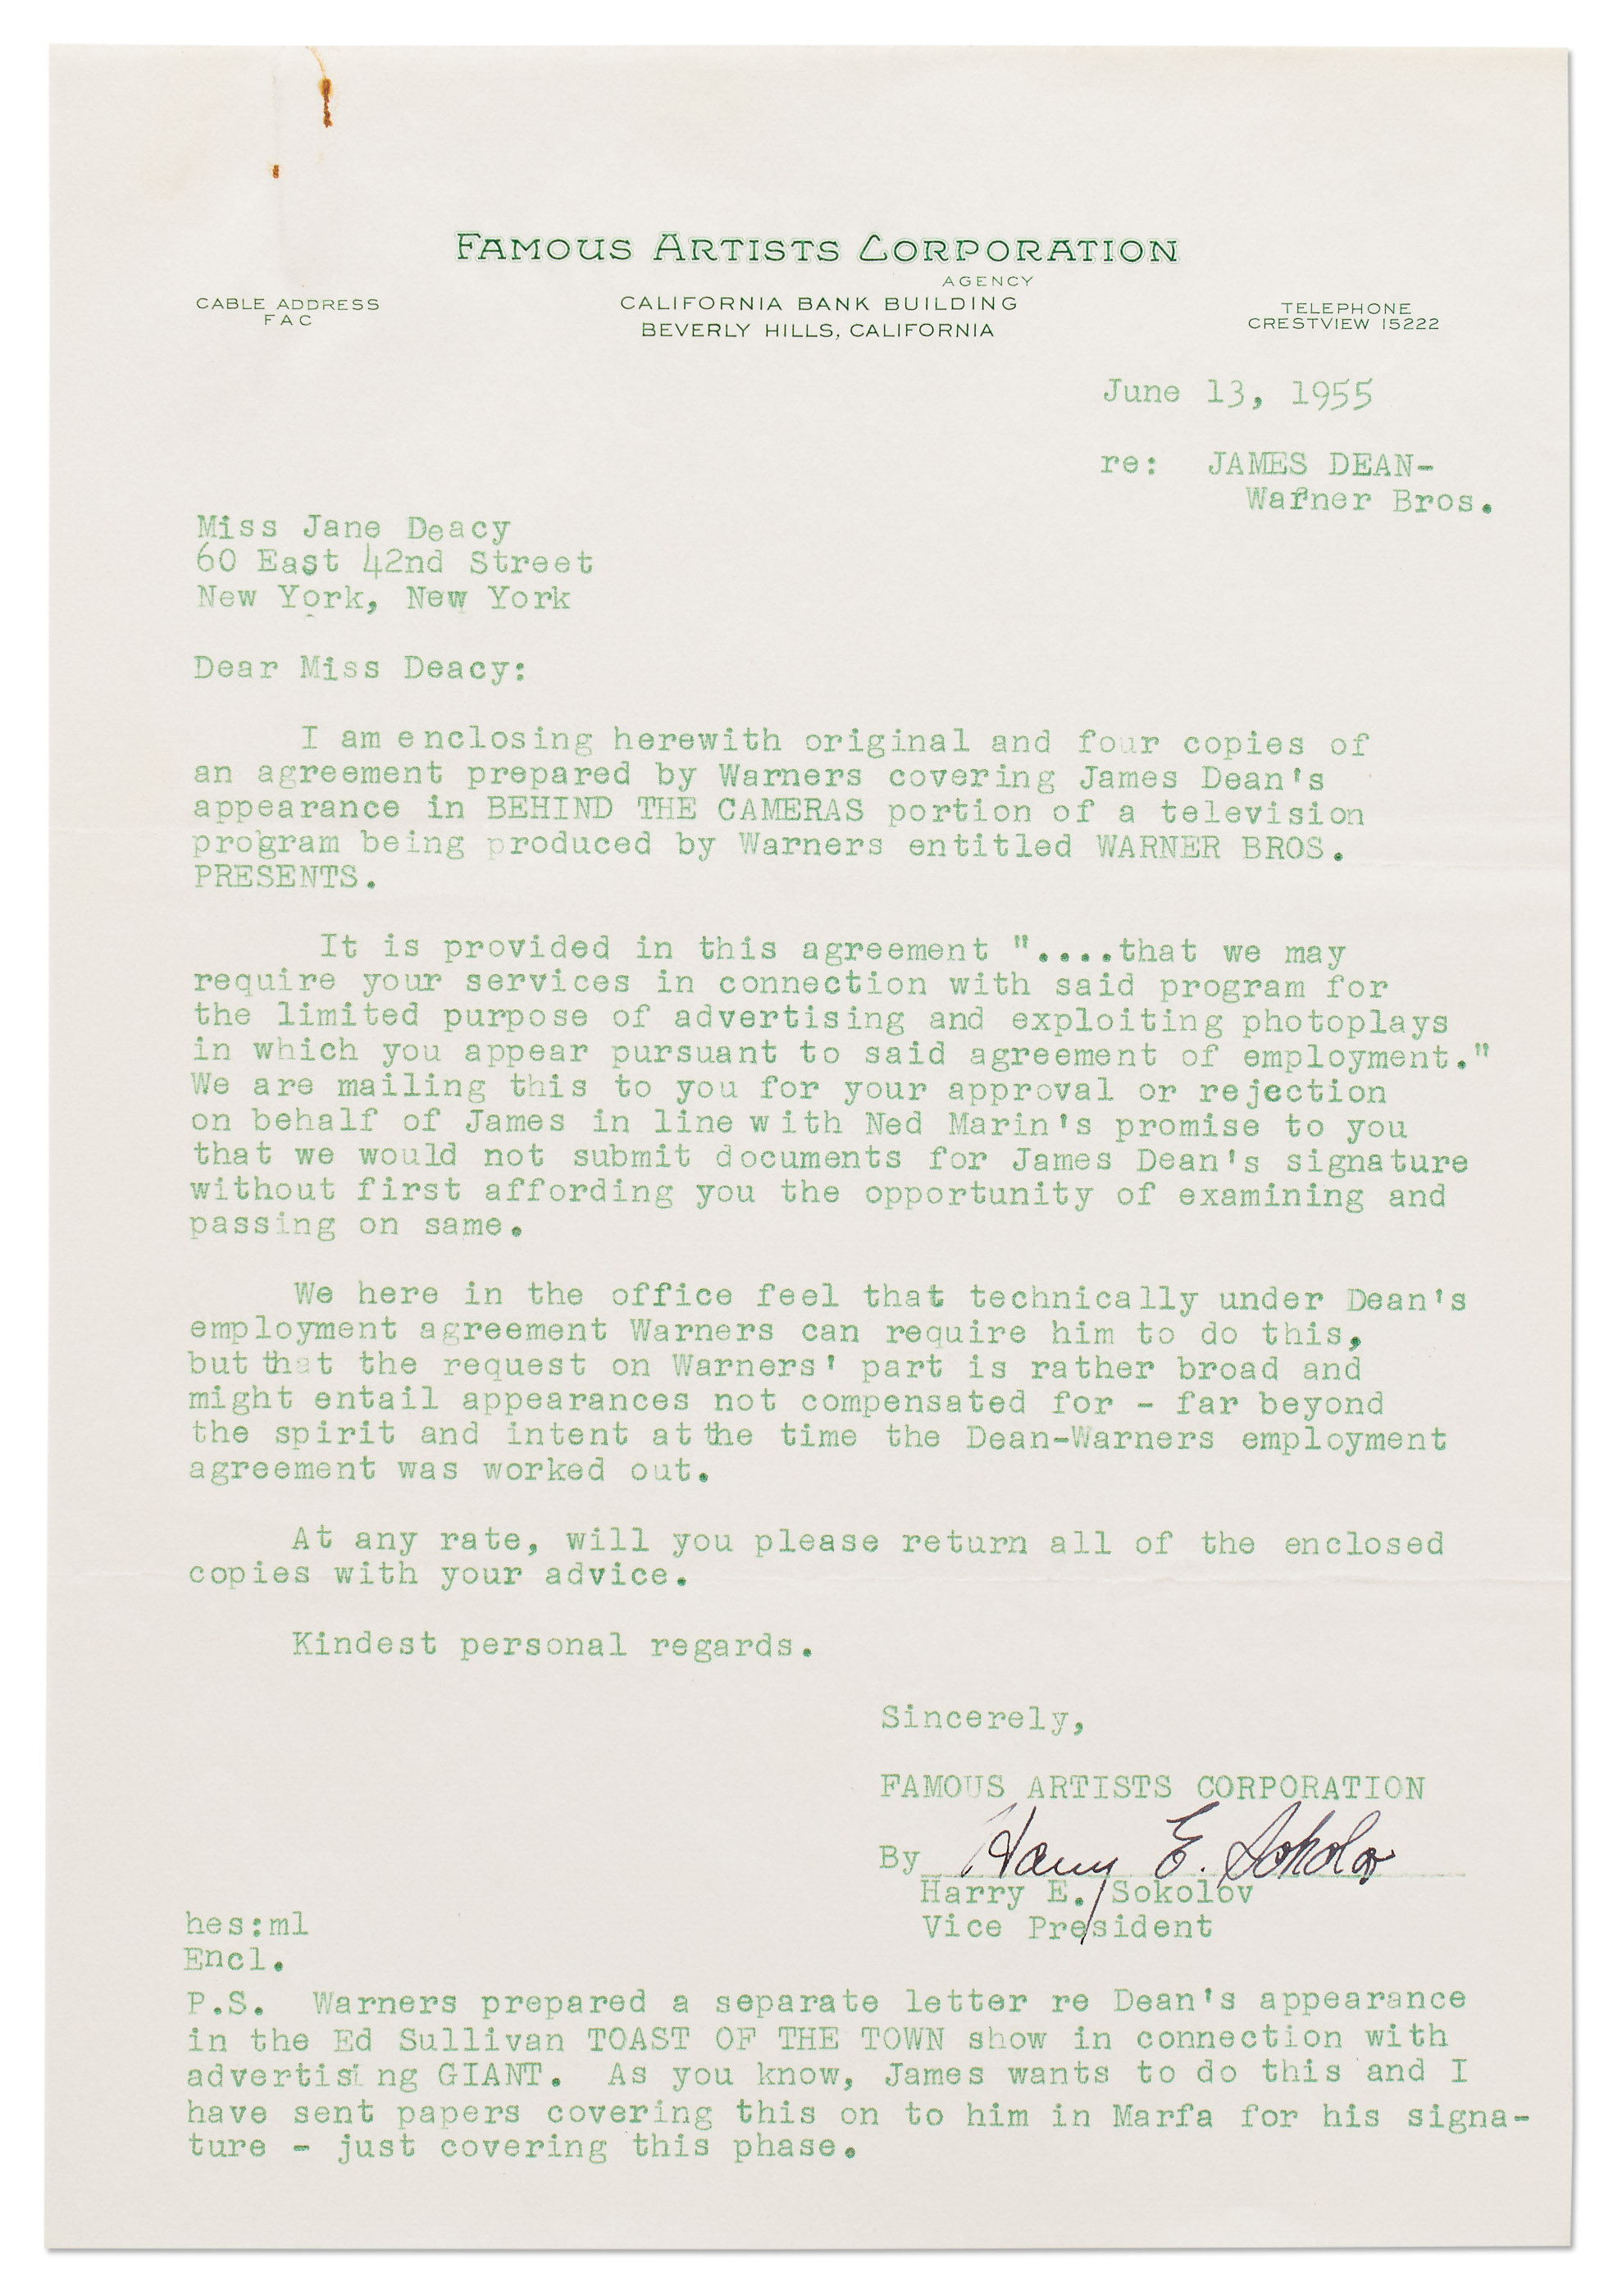 FAMOUS ARTISTS CORPORATION
AGENCY
CABLE ADDRESS
FAC
CALIFORNIA BANK BUILDING
BEVERLY HILLS, CALIFORNIA
TELEPHONE
CRESTVIEW 15222
June 13, 1955
re: JAMES DEAN-
Warner Bros.
Miss Jane Deacy
60 East 42nd Street
New York, New York
Dear Miss Deacy:
I am enclosing herewith original and four copies of
an agreement prepared by Warners covering James Dean's
appearance in BEHIND THE CAMERAS portion of a television
program being produced by Warners entitled WARNER BROS.
PRESENTS.
It is provided in this agreement "....that we may
require your services in connection with said program for
the limited purpose of advertising and exploiting photoplays
in which you appear pursuant to said agreement of employment."
We are mailing this to you for your approval or rejection
on behalf of James in line with Ned Marin's promise to you
that we would not submit documents for James Dean's signature
without first affording you the opportunity of examining and
passing on same.
We here in the office feel that technically under Dean's
employment agreement Warners can require him to do this,
but that the request on Warners' part is rather broad and
might entail appearances not compensated for - far beyond
the spirit and intent at the time the Dean-Warners employment
agreement was worked out.
At any rate, will you please return all of the enclosed
copies with your advice.
Kindest personal regards.
Sincerely,
FAMOUS ARTISTS CORPORATION
By Harry E. Sokolov
Harry E. Sokolov
Vice President
hes:ml
Encl.
P.S. Warners prepared a separate letter re Dean's appearance
in the Ed Sullivan TOAST OF THE TOWN show in connection with
advertising GIANT. As you know, James wants to do this and I
have sent papers covering this on to him in Marfa for his signa-
ture - just covering this phase.